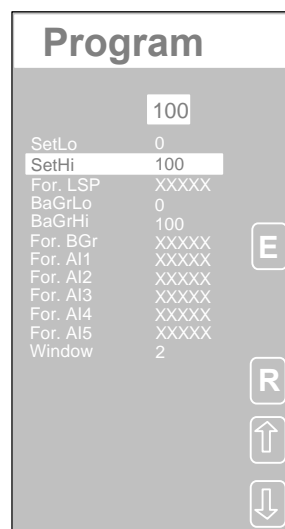 Program
100
SetLo 0
SetHi 100
For. LSP XXXXX
BaGrLo 0
BaGrHi 100
For. BGr XXXXX
For. AI1 XXXXX
For. AI2 XXXXX
For. AI3 XXXXX
For. AI4 XXXXX
For. AI5 XXXXX
Window 2
E
R